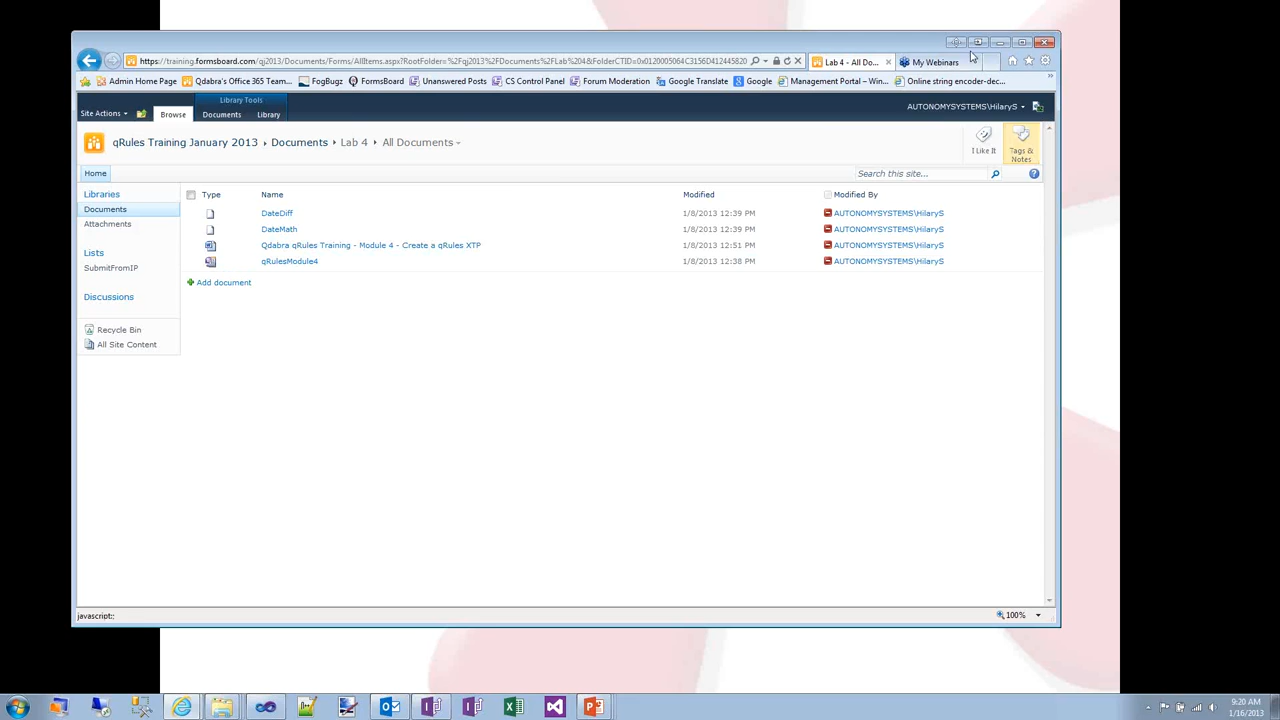 https://training.formsboard.com/qj2013/Documents/Forms/AllItems.aspx?RootFolder=%2Fqj2013%2FDocuments%2FLab 4&FolderCTID=0x0120005064C3156D412445820
Lab 4 - All Do...
My Webinars
Admin Home Page
Qdabra's Office 365 Team...
FogBugz
FormsBoard
Unanswered Posts
CS Control Panel
Forum Moderation
Google Translate
Google
Management Portal – Win...
Online string encoder-dec...
Library Tools
Site Actions
Browse
Documents
Library
AUTONOMYSYSTEMS\HilaryS
qRules Training January 2013
Documents
Lab 4
All Documents
I Like It
Tags &
Notes
Home
Search this site...
Libraries
Documents
Attachments
Lists
SubmitFromIP
Discussions
Recycle Bin
All Site Content
Type Name Modified Modified By
DateDiff 1/8/2013 12:39 PM AUTONOMYSYSTEMS\HilaryS
DateMath 1/8/2013 12:39 PM AUTONOMYSYSTEMS\HilaryS
Qdabra qRules Training - Module 4 - Create a qRules XTP 1/8/2013 12:51 PM AUTONOMYSYSTEMS\HilaryS
qRulesModule4 1/8/2013 12:38 PM AUTONOMYSYSTEMS\HilaryS
Add document
javascript:;
100%
9:20 AM
1/16/2013